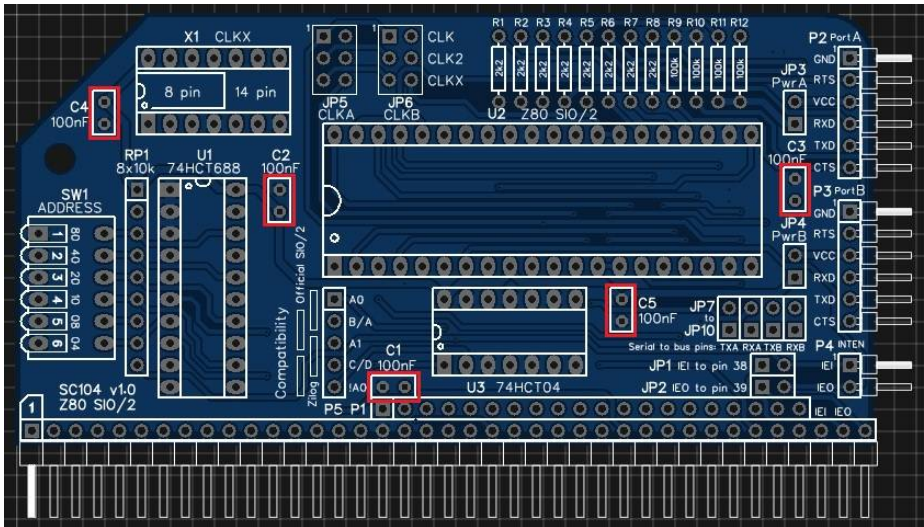 X1 CLKX
8 pin 14 pin
C4
100nF
1
JP5
CLKA
1
JP6
CLKB
CLK
CLK2
CLKX
R1 R2 R3 R4 R5 R6 R7 R8 R9 R10 R11 R12
2k2 2k2 2k2 2k2 2k2 2k2 2k2 2k2 100k 100k 100k 100k
U2 Z80 SIO/2
P2 Port A
1
GND
RTS
VCC
RXD
TXD
CTS
JP3
PwrA
C3
100nF
RP1
8x10k
U1
74HCT688
C2
100nF
SW1
ADDRESS
1 80
2 40
3 20
4 10
5 08
6 04
P3 Port B
1
GND
RTS
VCC
RXD
TXD
CTS
JP4
PwrB
Compatibility
Official SIO/2
Zilog
A0
B/A
A1
C/D
!A0
C1
100nF
C5
100nF
JP7
to
JP10
Serial to bus pins: TXA RXA TXB RXB
JP1 IEI to pin 38
JP2 IEO to pin 39
P4 INTEN
1
IEI
IEO
U3 74HCT04
SC104 v1.0
Z80 SIO/2
P5 P1
IEI IEO
1